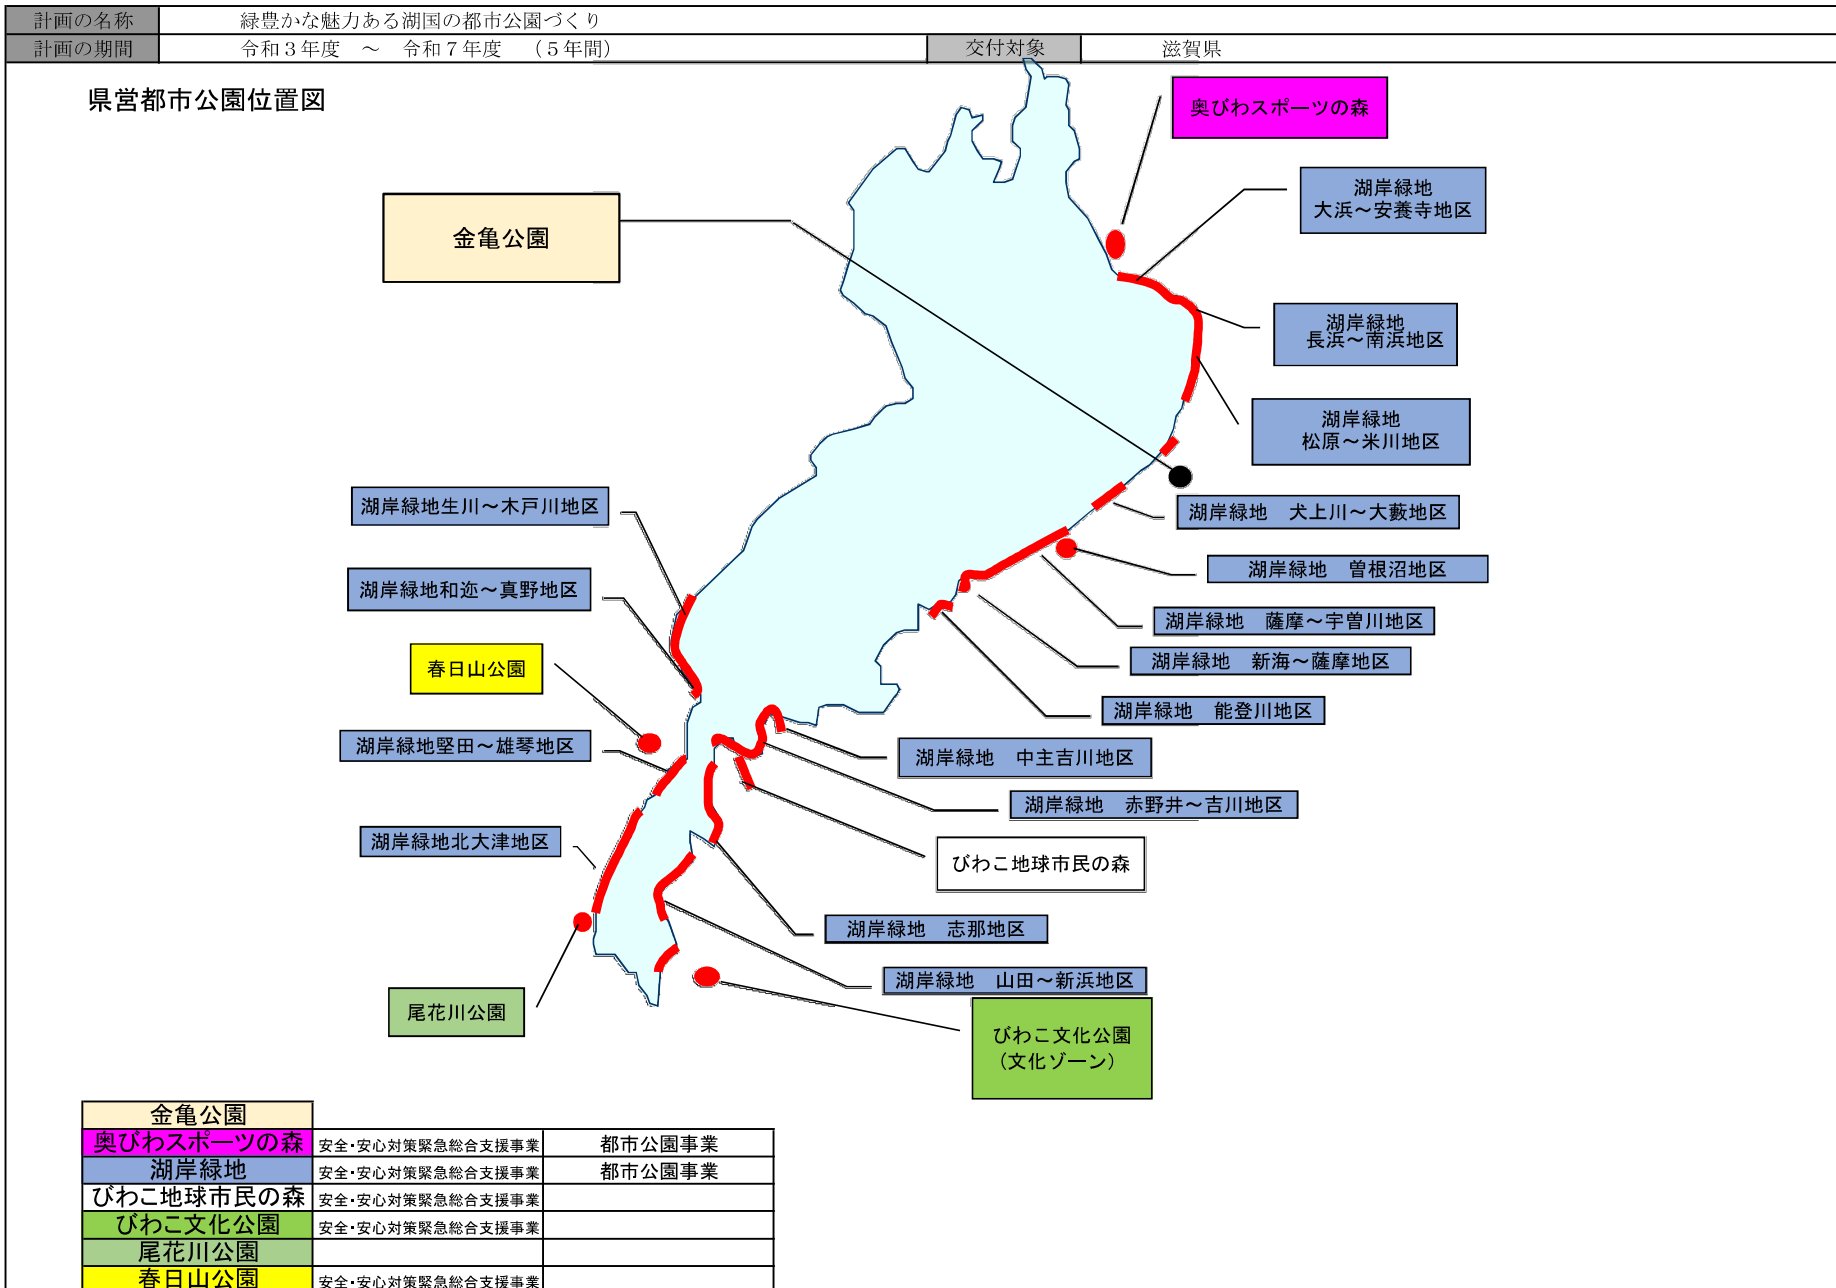 計画の名称 緑豊かな魅力ある湖国の都市公園づくり
計画の期間 令和３年度 ～ 令和７年度 （５年間） 交付対象 滋賀県
県営都市公園位置図
奥びわスポーツの森
湖岸緑地
大浜～安養寺地区
金亀公園
湖岸緑地
長浜～南浜地区
湖岸緑地
松原～米川地区
湖岸緑地生川～木戸川地区
湖岸緑地 犬上川～大藪地区
湖岸緑地和迩～真野地区
湖岸緑地 曽根沼地区
湖岸緑地 薩摩～宇曽川地区
春日山公園
湖岸緑地 新海～薩摩地区
湖岸緑地 能登川地区
湖岸緑地堅田～雄琴地区
湖岸緑地 中主吉川地区
湖岸緑地 赤野井～吉川地区
湖岸緑地北大津地区
びわこ地球市民の森
湖岸緑地 志那地区
湖岸緑地 山田～新浜地区
尾花川公園
びわこ文化公園
（文化ゾーン）
金亀公園
奥びわスポーツの森 安全・安心対策緊急総合支援事業 都市公園事業
湖岸緑地 安全・安心対策緊急総合支援事業 都市公園事業
びわこ地球市民の森 安全・安心対策緊急総合支援事業
びわこ文化公園 安全・安心対策緊急総合支援事業
尾花川公園
春日山公園 安全・安心対策緊急総合支援事業